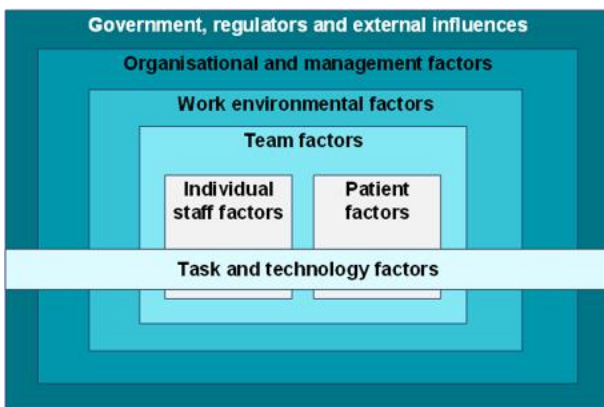 Government, regulators and external influences
Organisational and management factors
Work environmental factors
Team factors
Individual
staff factors
Patient
factors
Task and technology factors